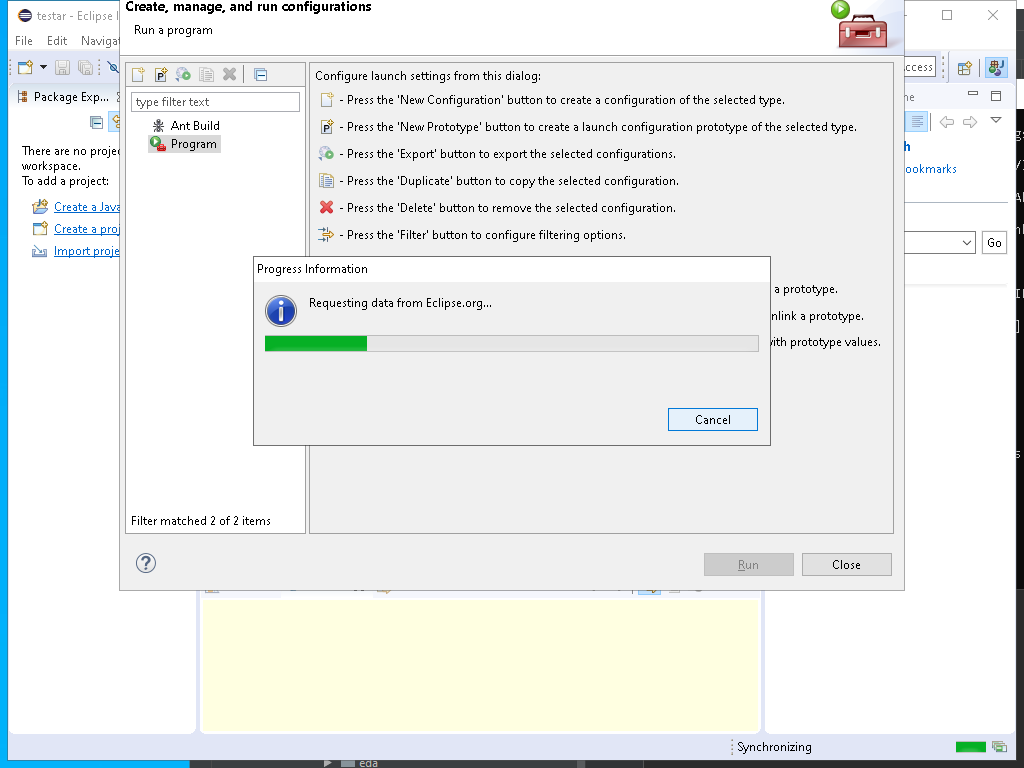 Create, manage, and run configurations
testar - Eclipse
Run a program
File Edit
ccess
Package Exp...
Configure launch settings from this dialog:
type filter text
- Press the 'New Configuration' button to create a configuration of the selected type.
Ant Build
- Press the 'New Prototype' button to create a launch configuration prototype of the selected type.
Program
There are no
workspace.
To add a project:
- Press the 'Export' button to export the selected configurations.
ookmarks
- Press the 'Duplicate' button to copy the selected configuration.
Create a Java
- Press the 'Delete' button to remove the selected configuration.
Create a
- Press the 'Filter' button to configure filtering options.
Go
Import
Progress Information
a prototype.
Requesting data from Eclipse.org...
nlink a prototype.
with prototype values.
Cancel
Filter matched 2 of 2 items
?
Run Close
Synchronizing
eda